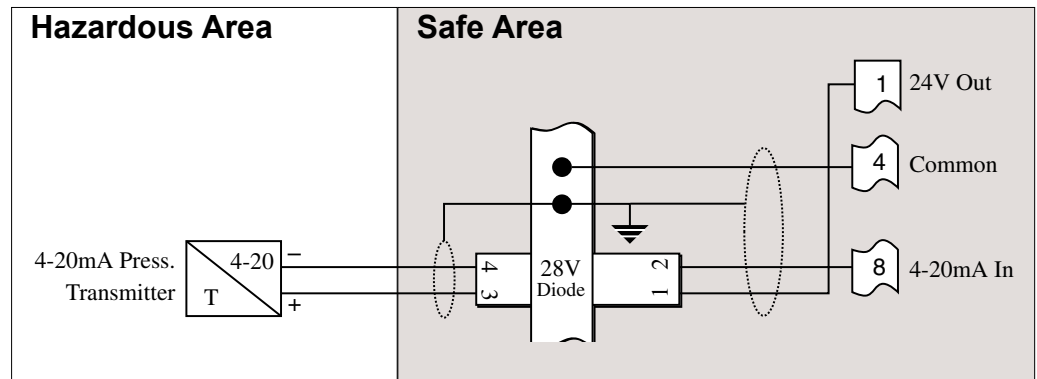 Hazardous Area
Safe Area
1
24V Out
4
Common
4-20mA Press.
Transmitter
4-20
T
–
+
4
3
28V
Diode
2
1
8
4-20mA In